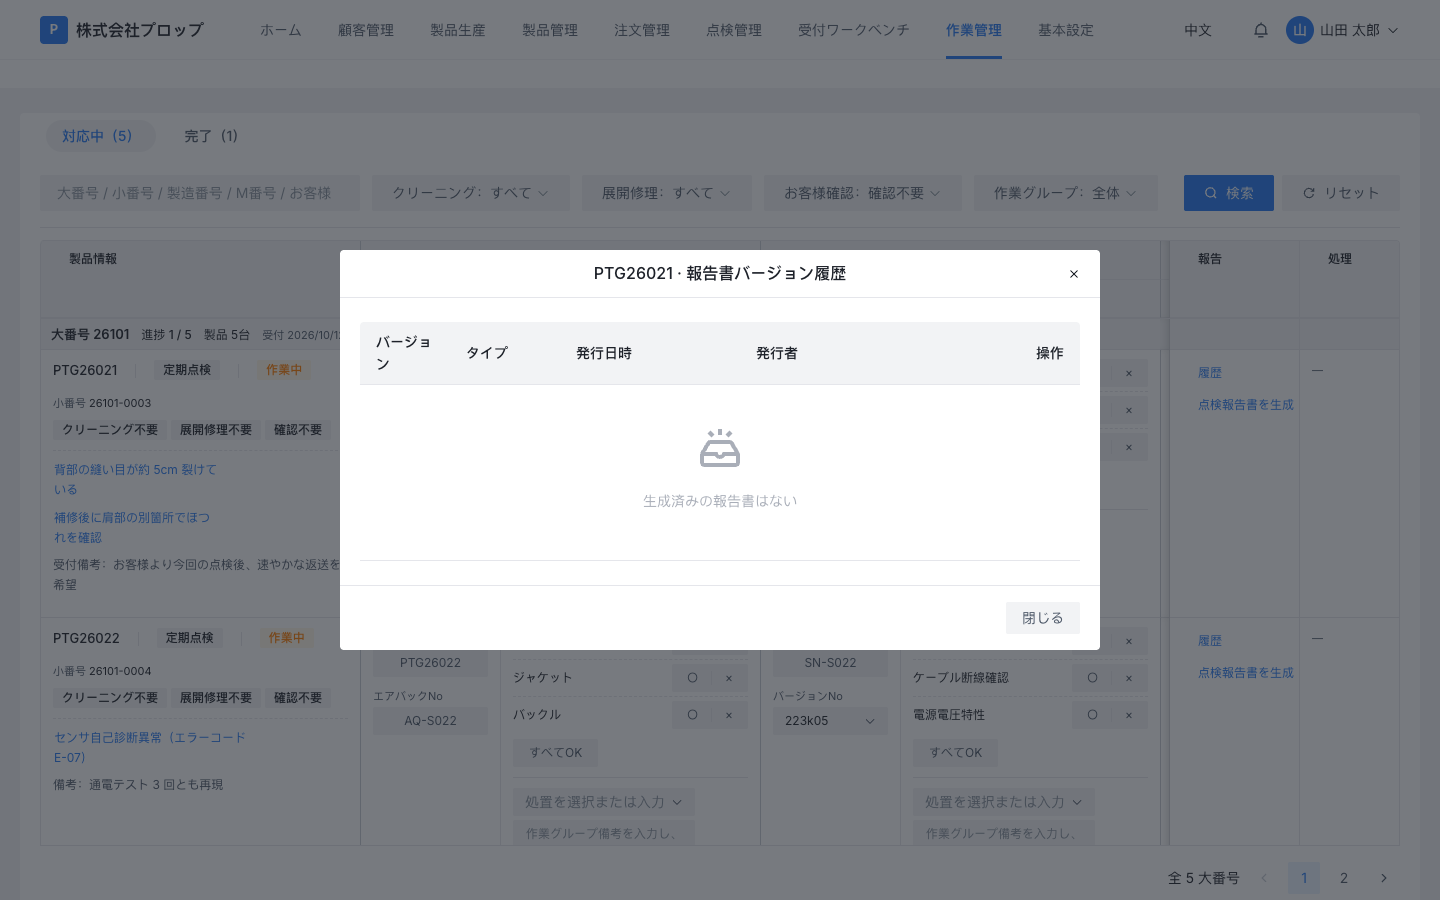 P 株式会社プロップ ホーム 顧客管理 製品生産 製品管理 注文管理 点検管理 受付ワークベンチ 作業管理 基本設定 中文 山 山田 太郎
対応中（5） 完了（1）
大番号 / 小番号 / 製造番号 / M番号 / お客様 クリーニング: すべて 展開修理: すべて お客様確認: 確認不要 作業グループ: 全体 検索 リセット
製品情報 報告 処理
大番号 26101 進捗 1 / 5 製品 5台 受付 2026/10/1
PTG26021 定期点検 作業中
小番号 26101-0003
クリーニング不要 展開修理不要 確認不要
背部の縫い目が約 5cm 裂けて
いる
補修後に肩部の別箇所でほつ
れを確認
受付備考: お客様より今回の点検後、速やかな返送を
希望
× 
×
×
履歴 —
点検報告書を生成
PTG26021 · 報告書バージョン履歴 ×
バージョン タイプ 発行日時 発行者 操作
生成済みの報告書はない
閉じる
PTG26022 定期点検 作業中
小番号 26101-0004
クリーニング不要 展開修理不要 確認不要
センサ自己診断異常（エラーコード
E-07）
備考: 通電テスト 3 回とも再現
PTG26022
エアバックNo
AQ-S022
×
ジャケット O ×
バックル O ×
すべてOK
処置を選択または入力
作業グループ備考を入力し、
SN-S022
バージョンNo
223k05
ケーブル断線確認 O ×
電源電圧特性 O ×
すべてOK
処置を選択または入力
作業グループ備考を入力し、
履歴 —
点検報告書を生成
全 5 大番号 1 2